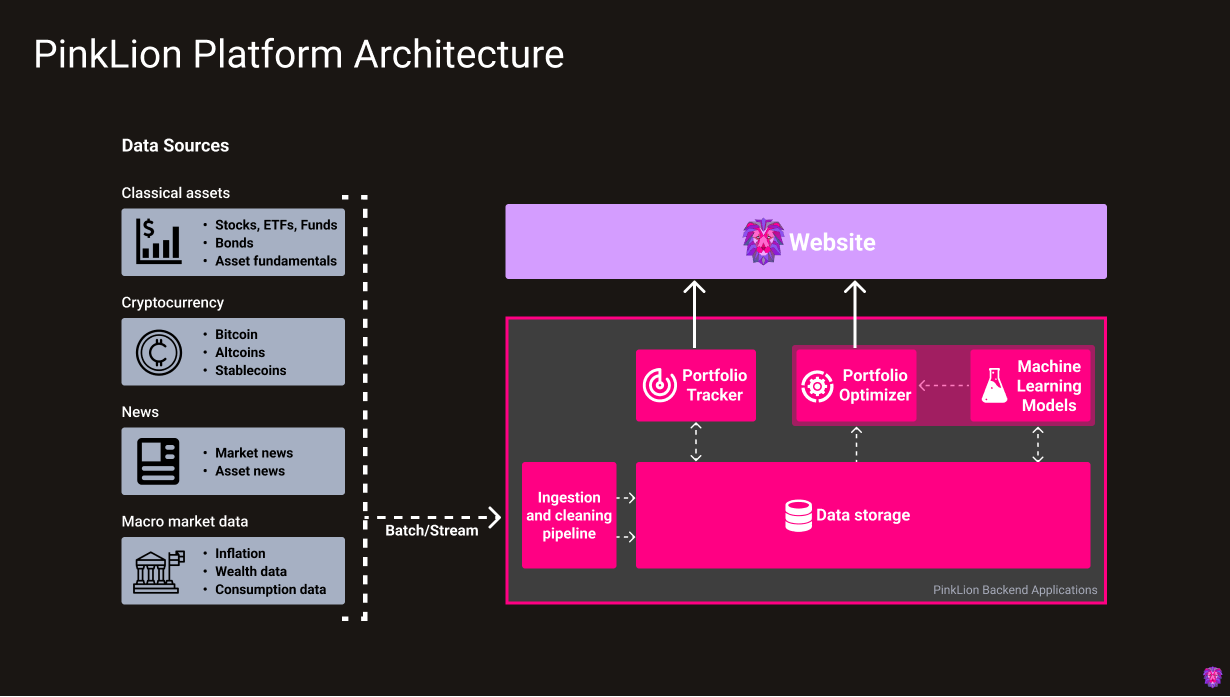 PinkLion Platform Architecture
Data Sources
Classical assets
• Stocks, ETFs, Funds
• Bonds
• Asset fundamentals
Cryptocurrency
• Bitcoin
• Altcoins
• Stablecoins
News
• Market news
• Asset news
Macro market data
• Inflation
• Wealth data
• Consumption data
Batch/Stream
Website
Portfolio
Tracker
Portfolio
Optimizer
Machine
Learning
Models
Ingestion
and cleaning
pipeline
Data storage
PinkLion Backend Applications